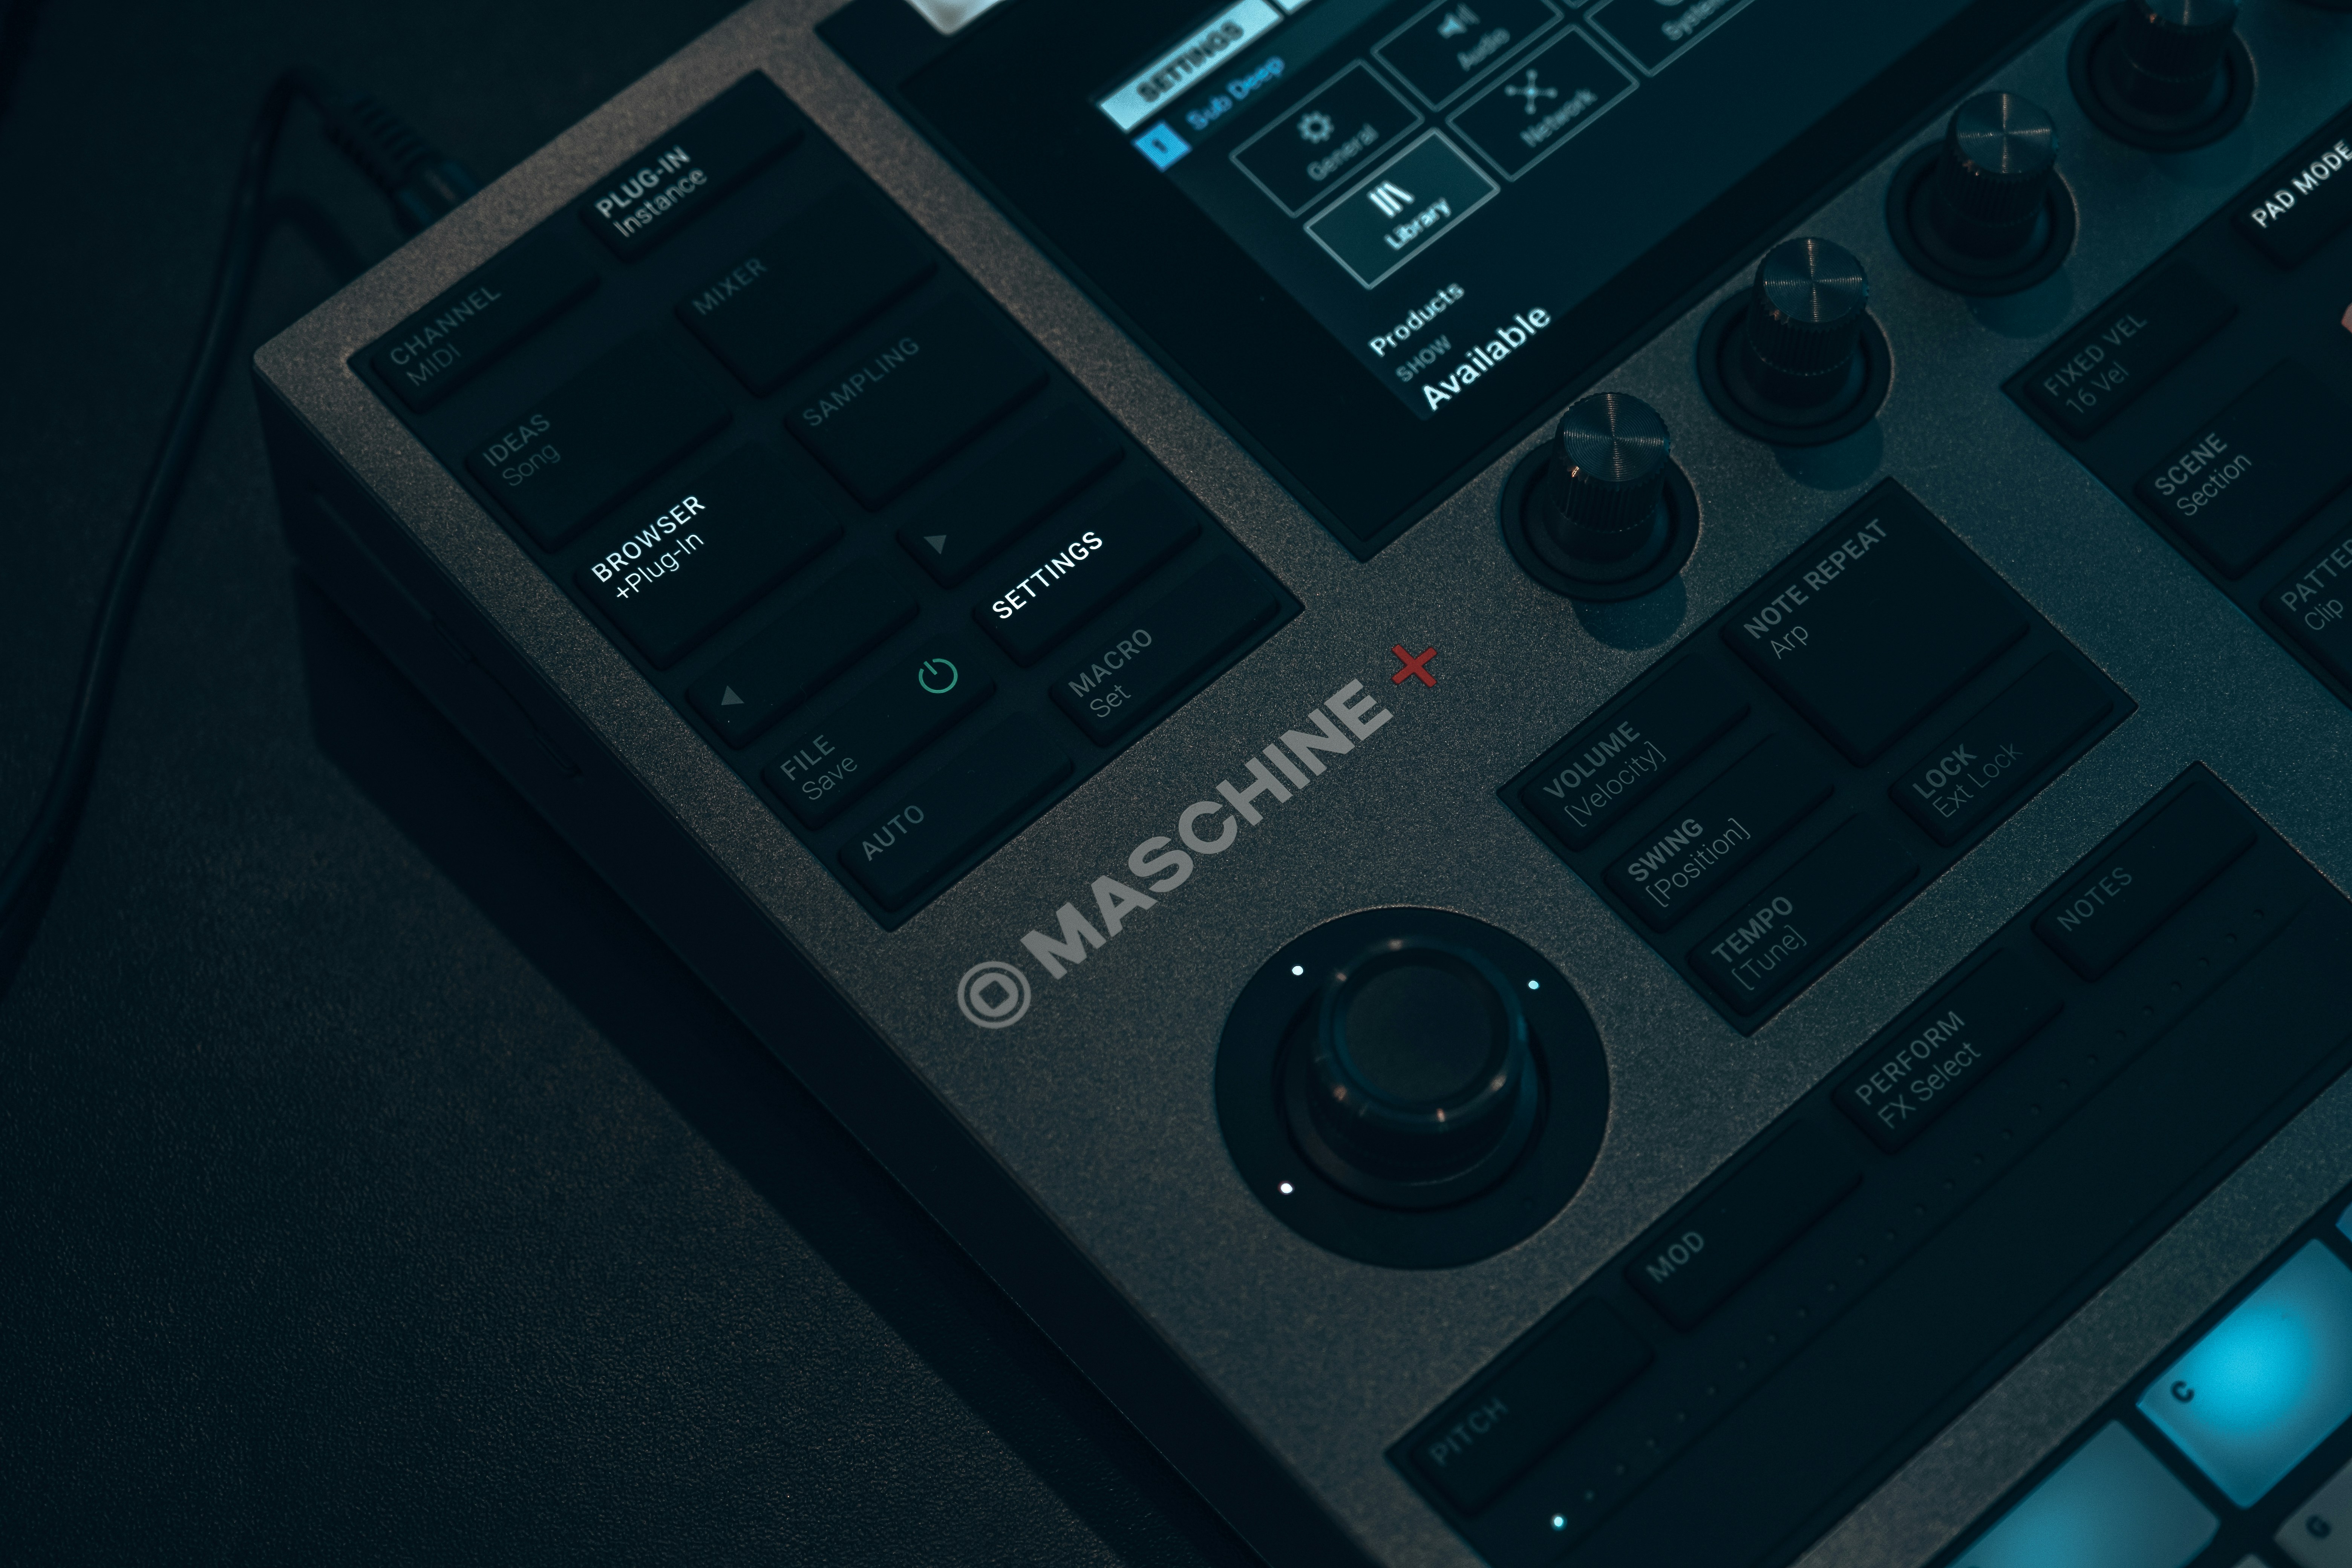 SETTINGS
1 Sub Deep
General
Audio
Library
Network
Products
SHOW
Available
CHANNEL
MIDI
PLUG-IN
Instance
IDEAS
Song
MIXER
BROWSER
+Plug-In
SAMPLING
SETTINGS
FILE
Save
MACRO
Set
AUTO
MASCHINE +
VOLUME
[Velocity]
SWING
[Position]
TEMPO
[Tune]
NOTE REPEAT
Arp
LOCK
Ext Lock
PAD MODE
FIXED VEL
16 Vel
SCENE
Section
Clip
PITCH
MOD
PERFORM
FX Select
NOTES
C
G